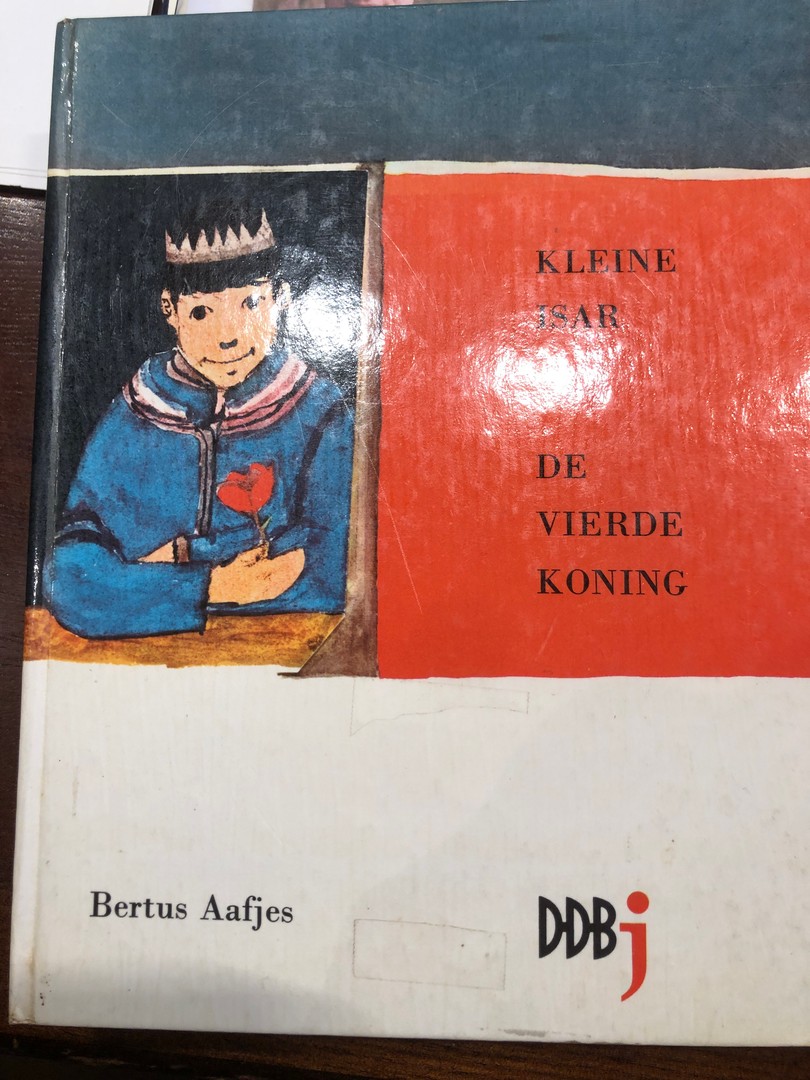 KLEINE
ISAR
DE
VIERDE
KONING
Bertus Aafjes
DDBj